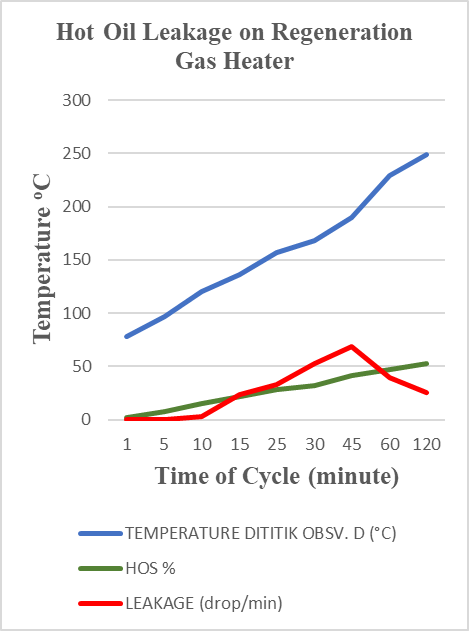 Hot Oil Leakage on Regeneration
Gas Heater
Temperature °C
300
250
200
150
100
50
0
1 5 10 15 25 30 45 60 120
Time of Cycle (minute)
TEMPERATURE DITITIK OBSV. D (°C)
HOS %
LEAKAGE (drop/min)